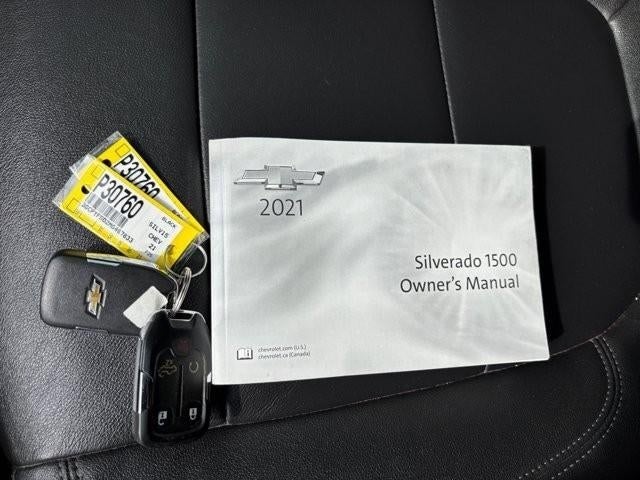 P30760
P30760
BLACK
SILV15
CHEV
21
2021
Silverado 1500
Owner's Manual
chevrolet.com (U.S.)
chevrolet.ca (Canada)